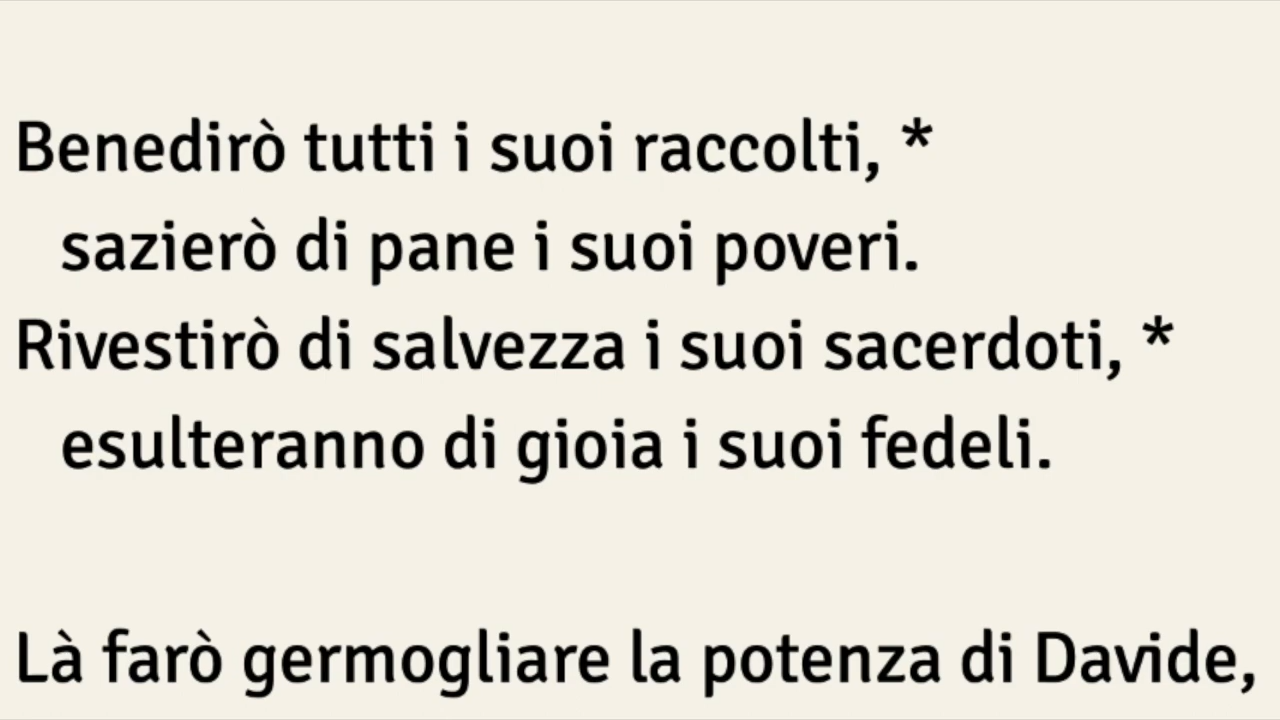 Benedirò tutti i suoi raccolti, *
sazierò di pane i suoi poveri.
Rivestirò di salvezza i suoi sacerdoti, *
esulteranno di gioia i suoi fedeli.
Là farò germogliare la potenza di Davide,